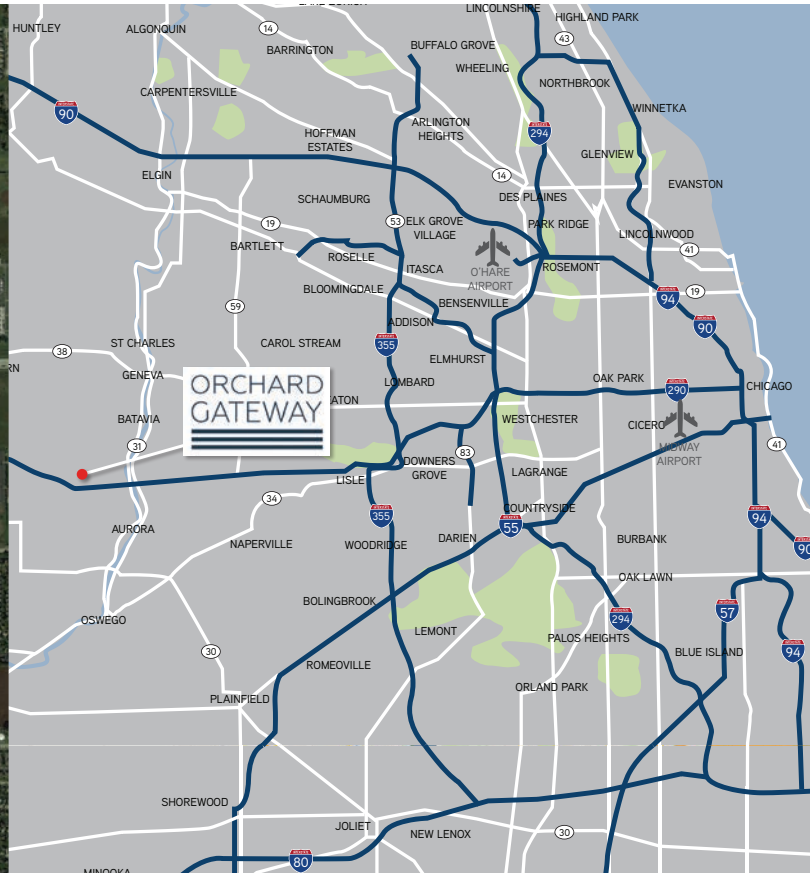 LINCOLNSHIRE
HIGHLAND PARK
HUNTLEY
ALGONQUIN
14
43
BARRINGTON
BUFFALO GROVE
WHEELING
NORTHBROOK
CARPENTERSVILLE
90
WINNETKA
ARLINGTON
HEIGHTS
294
HOFFMAN
ESTATES
GLENVIEW
ELGIN
14
EVANSTON
SCHAUMBURG
DES PLAINES
19
53
ELK GROVE
VILLAGE
PARK RIDGE
LINCOLNWOOD
BARTLETT
41
ROSELLE
ITASCA
O'HARE
AIRPORT
ROSEMONT
BLOOMINGDALE
94
19
59
BENSENVILLE
ADDISON
90
38
ST CHARLES
CAROL STREAM
355
ELMHURST
GENEVA
LOMBARD
OAK PARK
290
CHICAGO
ORCHARD
GATEWAY
BATAVIA
WESTCHESTER
CICERO
31
MIDWAY
AIRPORT
41
83
DOWNERS
GROVE
LAGRANGE
LISLE
34
COUNTRYSIDE
355
55
94
AURORA
NAPERVILLE
WOODRIDGE
DARIEN
BURBANK
90
OAK LAWN
BOLINGBROOK
57
OSWEGO
294
LEMONT
PALOS HEIGHTS
30
BLUE ISLAND
94
ROMEOVILLE
ORLAND PARK
PLAINFIELD
SHOREWOOD
JOLIET
NEW LENOX
30
80
MINOOKA